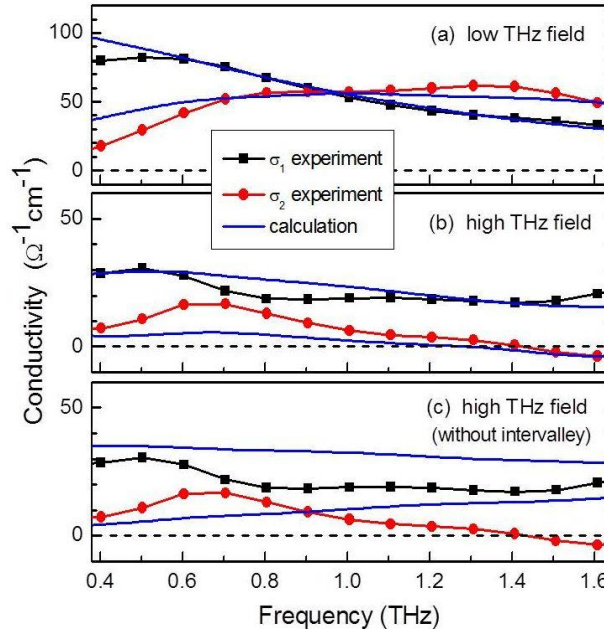 100
50
0
(a) low THz field
σ1 experiment
σ2 experiment
calculation
50
0
(b) high THz field
50
0
(c) high THz field
(without intervalley)
0.4 0.6 0.8 1.0 1.2 1.4 1.6
Frequency (THz)
Conductivity (Ω-1cm-1)